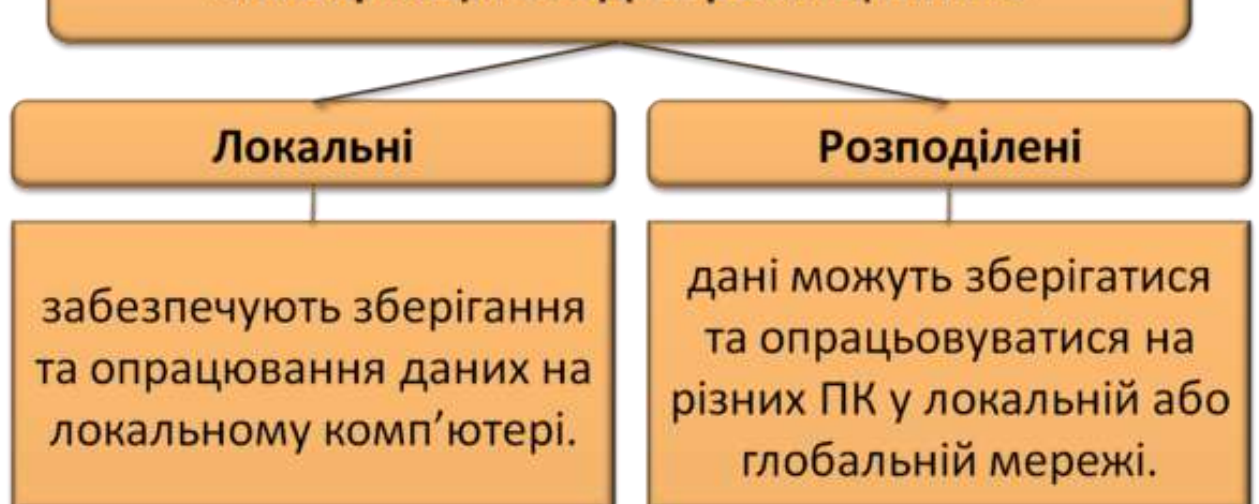 Локальні
Розподілені
забезпечують зберігання
та опрацювання даних на
локальному комп’ютері.
дані можуть зберігатися
та опрацьовуватися на
різних ПК у локальній або
глобальній мережі.